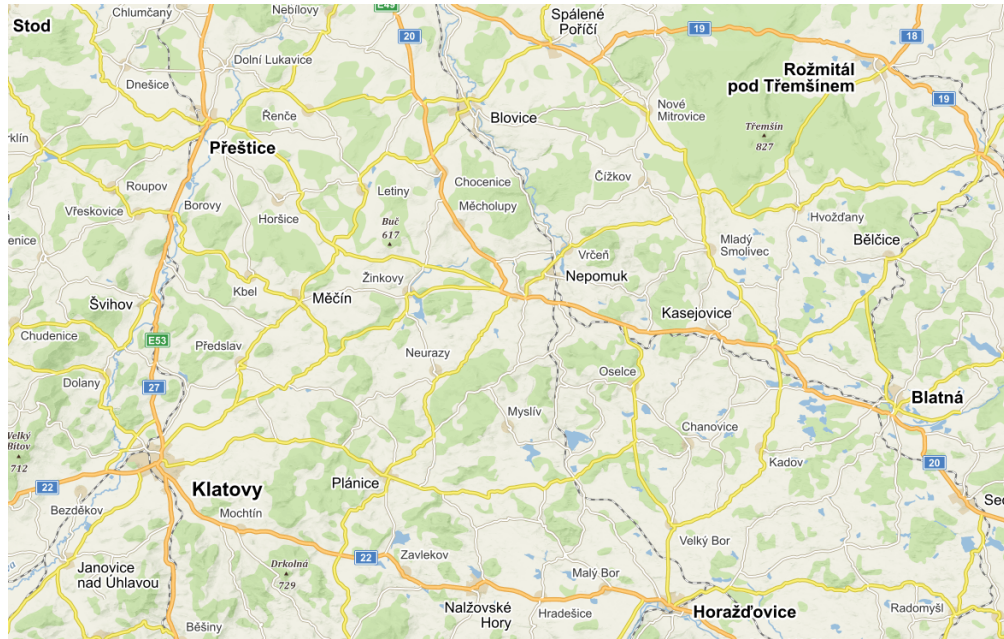 Stod
Chlumčany
Nebílovy
E49
20
Spálené
Poříčí
19
18
Dolní Lukavice
Dnešice
Rožmitál
pod Třemšínem
19
Řenče
Blovice
Nové
Mitrovice
Třemšín
827
Přeštice
Roupov
Letiny
Chocenice
Čížkov
Vřeskovice
Borovy
Horšice
Měcholupy
Hvožďany
Buč
617
Mladý
Smolivec
Bělčice
Vrčeň
Žinkovy
Nepomuk
Kbel
Měčín
Švihov
Kasejovice
Chudenice
E53
Předslav
Neurazy
Oselce
Dolany
27
Blatná
Myslív
Chanovice
Velký
Bítov
712
Kadov
20
22
Klatovy
Plánice
Bezděkov
Mochtín
Velký Bor
22
Zavlekov
Janovice
nad Úhlavou
Drkolná
729
Malý Bor
Nalžovské
Hory
Hradešice
Horažďovice
Radomyšl
Běšiny